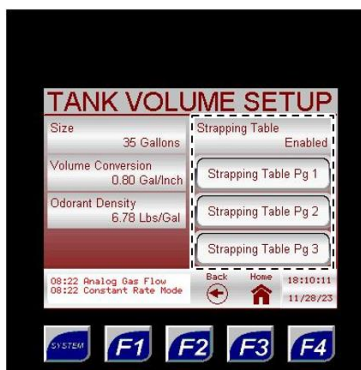 TANK VOLUME SETUP
Size
35 Gallons
Volume Conversion
0.80 Gal/Inch
Odorant Density
6.78 Lbs/Gal
Strapping Table
Enabled
Strapping Table Pg 1
Strapping Table Pg 2
Strapping Table Pg 3
08:22 Analog Gas Flow
08:22 Constant Rate Mode
Back
Home
18:10:11
11/28/23
SYSTEM
F1
F2
F3
F4